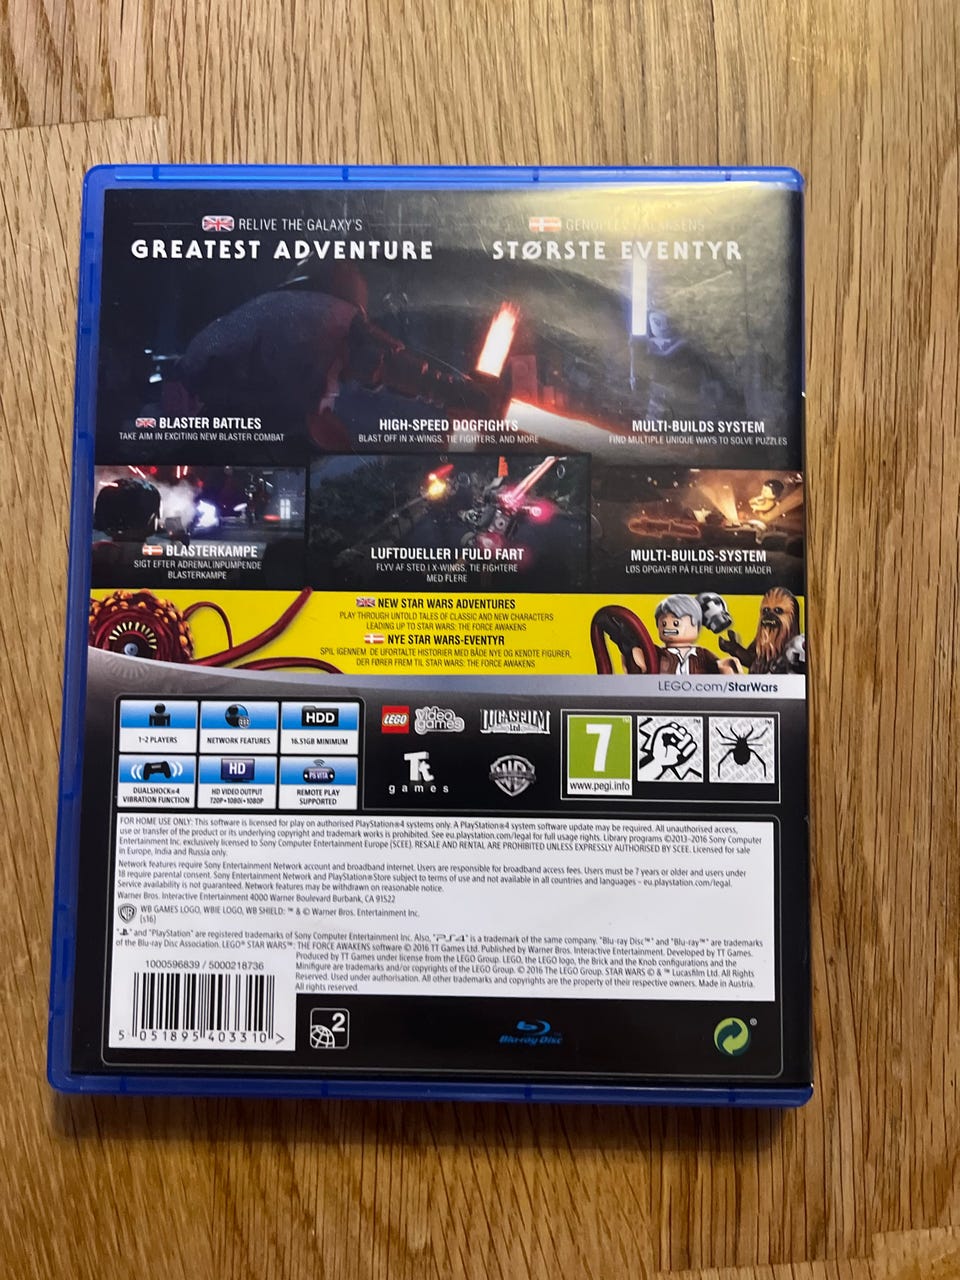 RELIVE THE GALAXY'S
GREATEST ADVENTURE
GENOPLEV GALAKSENS
STØRSTE EVENTYR
BLASTER BATTLES
TAKE AIM IN EXCITING NEW BLASTER COMBAT
HIGH-SPEED DOGFIGHTS
BLAST OFF IN X-WINGS, TIE FIGHTERS, AND MORE
MULTI-BUILDS SYSTEM
FIND MULTIPLE UNIQUE WAYS TO SOLVE PUZZLES
BLASTERKAMPE
SIGT EFTER ADRENALINPUMPENDE
BLASTERKAMPE
LUFTDUELLER I FULD FART
FLYV AF STED I X-WINGS, TIE FIGHTERE
MED FLERE
MULTI-BUILDS-SYSTEM
LØS OPGAVER PÅ FLERE UNIKKE MÅDER
NEW STAR WARS ADVENTURES
PLAY THROUGH UNTOLD TALES OF CLASSIC AND NEW CHARACTERS
LEADING UP TO STAR WARS: THE FORCE AWAKENS
NYE STAR WARS-EVENTYR
SPIL IGENNEM DE UFORTALTE HISTORIER MED BÅDE NYE OG KENDTE FIGURER,
DER FØRER FREM TIL STAR WARS: THE FORCE AWAKENS
LEGO.com/StarWars
1-2 PLAYERS
NETWORK FEATURES
HDD
16.51GB MINIMUM
DUALSHOCK®4
VIBRATION FUNCTION
HD
HD VIDEO OUTPUT
720P•1080i•1080P
PS VITA
REMOTE PLAY
SUPPORTED
LEGO
video
games
LUCASFILM
Ltd.
Tt
games
WB
7
www.pegi.info
FOR HOME USE ONLY: This software is licensed for play on authorised PlayStation®4 systems only. A PlayStation®4 system software update may be required. All unauthorised access,
use or transfer of the product or its underlying copyright and trademark works is prohibited. See eu.playstation.com/legal for full usage rights. Library programs ©2013-2016 Sony Computer
Entertainment Inc. exclusively licensed to Sony Computer Entertainment Europe (SCEE). RESALE AND RENTAL ARE PROHIBITED UNLESS EXPRESSLY AUTHORISED BY SCEE. Licensed for sale
in Europe, India and Russia only.
Network features require Sony Entertainment Network account and broadband internet. Users are responsible for broadband access fees. Users must be 7 years or older and users under
18 require parental consent. Sony Entertainment Network and PlayStation®Store subject to terms of use and not available in all countries and languages – eu.playstation.com/legal.
Service availability is not guaranteed. Network features may be withdrawn on reasonable notice.
Warner Bros. Interactive Entertainment 4000 Warner Boulevard Burbank, CA 91522
WB GAMES LOGO, WBIE LOGO, WB SHIELD: ™ & © Warner Bros. Entertainment Inc.
(s16)
" " and "PlayStation" are registered trademarks of Sony Computer Entertainment Inc. Also, "PS4" is a trademark of the same company. "Blu-ray Disc™" and "Blu-ray™" are trademarks
of the Blu-ray Disc Association. LEGO® STAR WARS™: THE FORCE AWAKENS software © 2016 TT Games Ltd. Published by Warner Bros. Interactive Entertainment. Developed by TT Games.
Produced by TT Games under license from the LEGO Group. LEGO, the LEGO logo, the Brick and the Knob configurations and the
Minifigure are trademarks and/or copyrights of the LEGO Group. © 2016 The LEGO Group. STAR WARS © & ™ Lucasfilm Ltd. All Rights
Reserved. Used under authorisation. All other trademarks and copyrights are the property of their respective owners. Made in Austria.
All rights reserved.
1000596839 / 5000218736
5 051895 403310 >
2
Blu-ray Disc